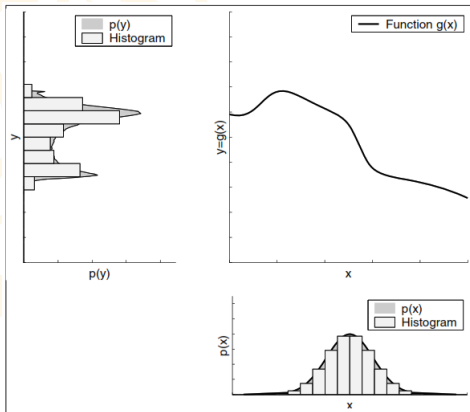 p(y)
Histogram
y
p(y)
Function g(x)
y=g(x)
x
p(x)
Histogram
p(x)
x